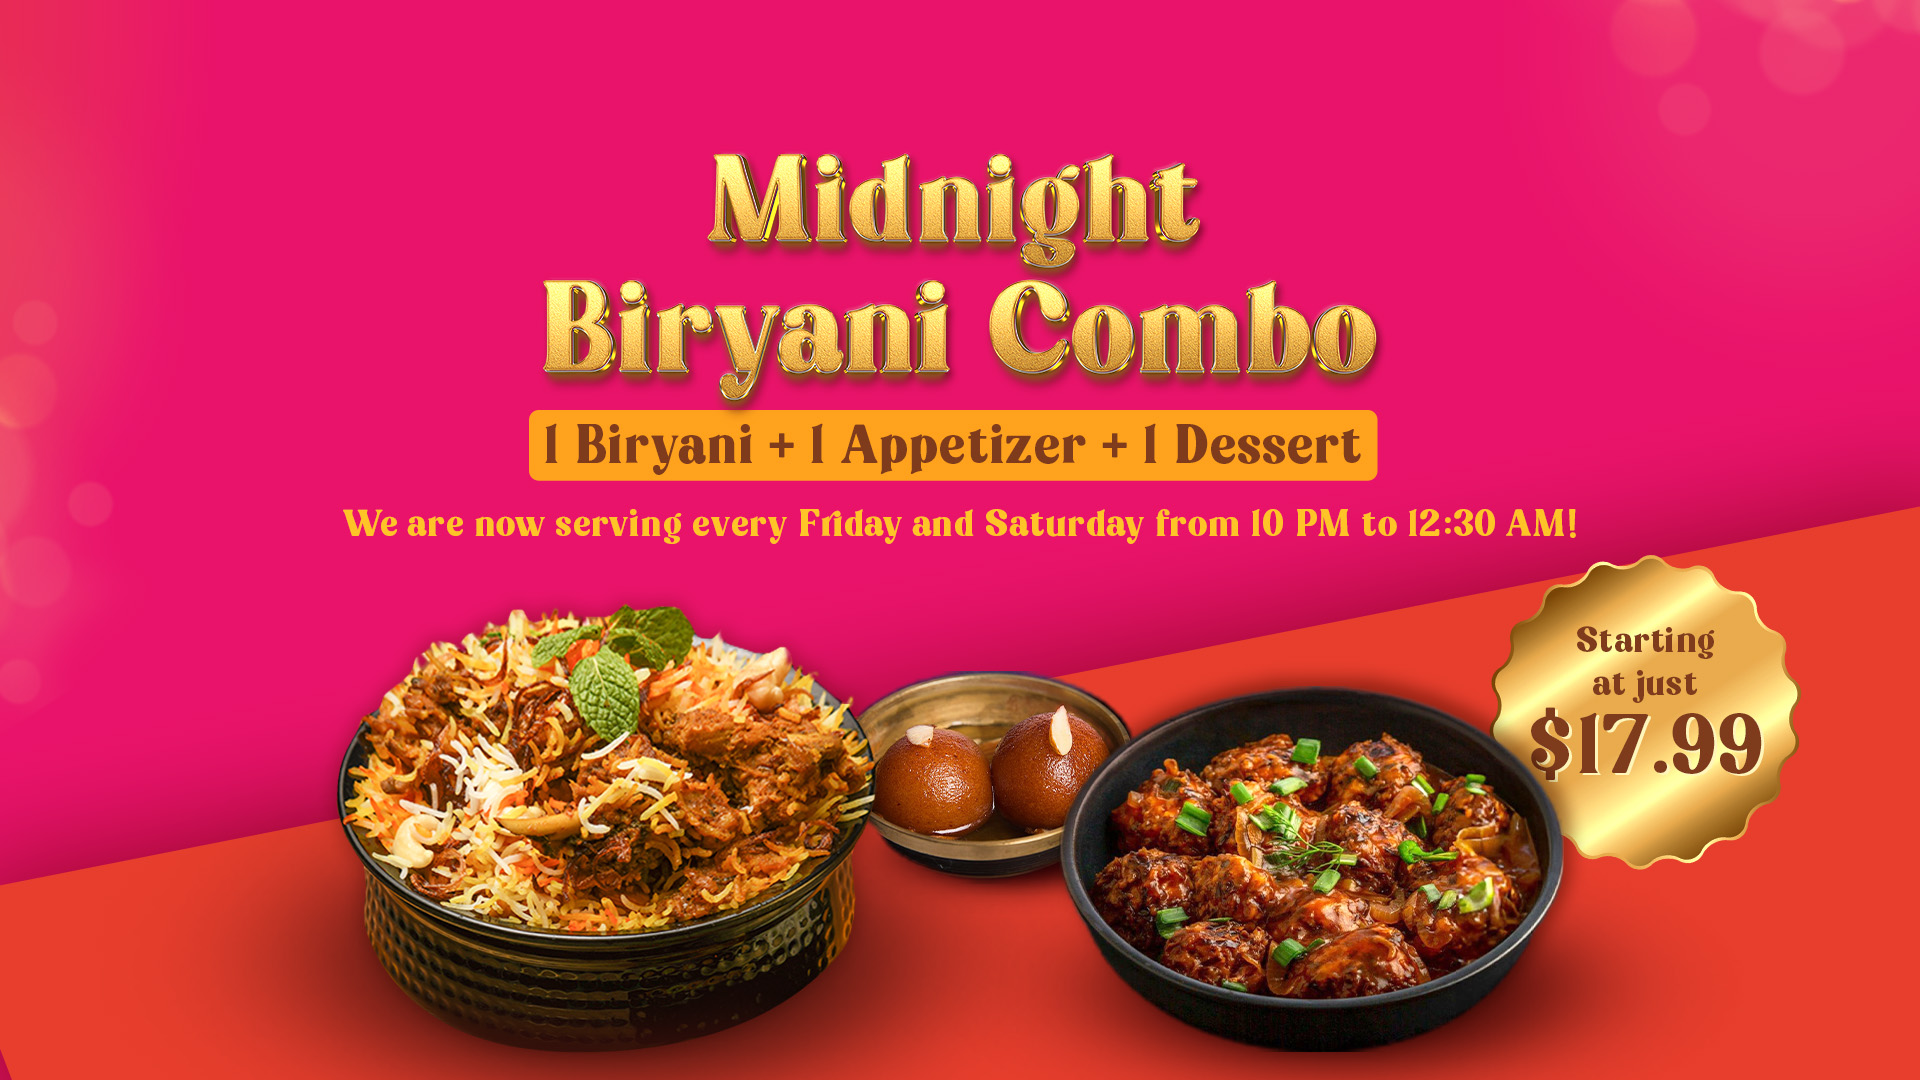 Midnight
Biryani Combo
1 Biryani + 1 Appetizer + 1 Dessert
We are now serving every Friday and Saturday from 10 PM to 12:30 AM!
Starting
at just
$17.99